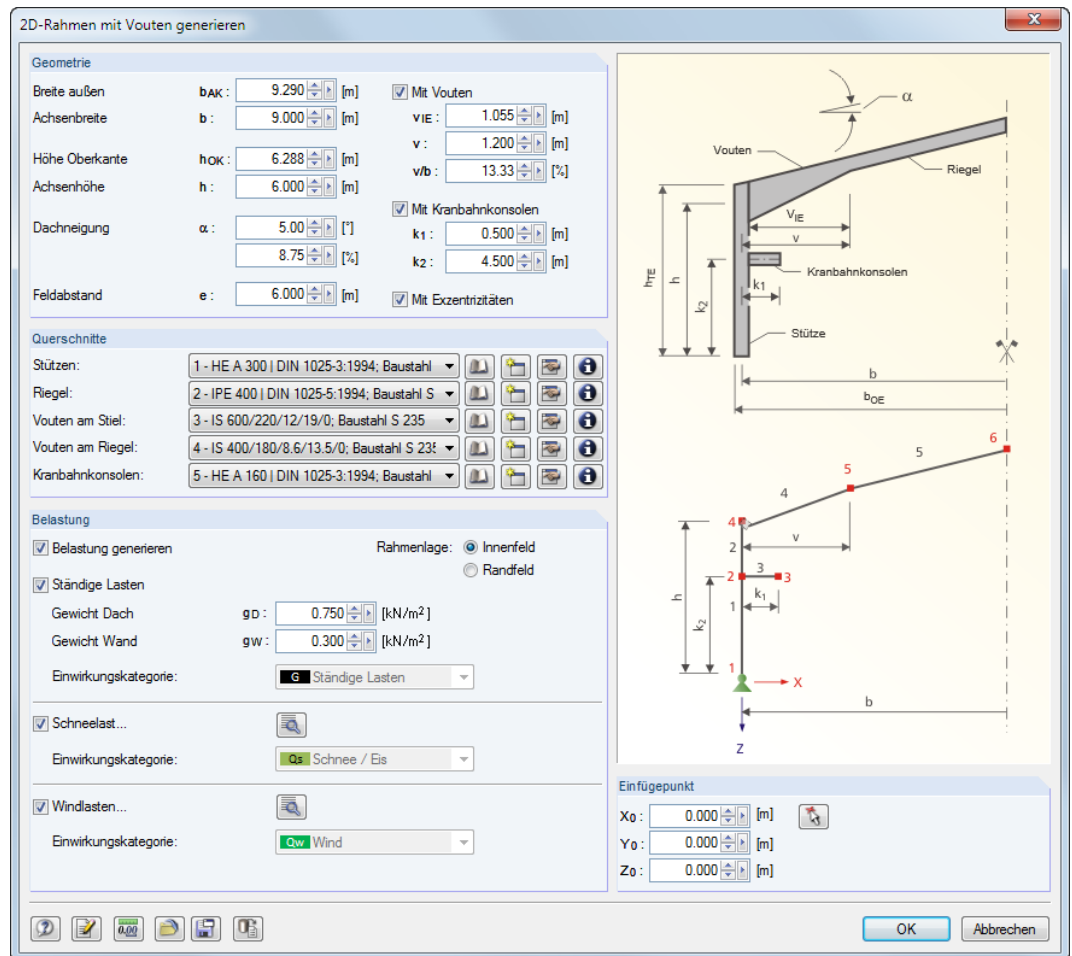 2D-Rahmen mit Vouten generieren
Geometrie
Breite außen bAK : 9.290 [m]
Achsenbreite b : 9.000 [m]
Höhe Oberkante hOK : 6.288 [m]
Achsenhöhe h : 6.000 [m]
Dachneigung α : 5.00 [°]
8.75 [%]
Feldabstand e : 6.000 [m]
Mit Vouten
vIE : 1.055 [m]
v : 1.200 [m]
v/b : 13.33 [%]
Mit Kranbahnkonsolen
k1 : 0.500 [m]
k2 : 4.500 [m]
Mit Exzentrizitäten
Querschnitte
Stützen: 1 - HE A 300 | DIN 1025-3:1994; Baustahl
Riegel: 2 - IPE 400 | DIN 1025-5:1994; Baustahl S
Vouten am Stiel: 3 - IS 600/220/12/19/0; Baustahl S 235
Vouten am Riegel: 4 - IS 400/180/8.6/13.5/0; Baustahl S 235
Kranbahnkonsolen: 5 - HE A 160 | DIN 1025-3:1994; Baustahl
Belastung
Belastung generieren Rahmenlage: Innenfeld
Randfeld
Ständige Lasten
Gewicht Dach gD : 0.750 [kN/m²]
Gewicht Wand gW : 0.300 [kN/m²]
Einwirkungskategorie: G Ständige Lasten
Schneelast...
Einwirkungskategorie: Qs Schnee / Eis
Windlasten...
Einwirkungskategorie: Qw Wind
α
Vouten
Riegel
VIE
v
Kranbahnkonsolen
k1
hTE
h
k2
Stütze
b
bOE
6
5
5
4
4
v
2
2
3
3
k1
h
1
k2
1
X
b
Z
Einfügepunkt
X0 : 0.000 [m]
Y0 : 0.000 [m]
Z0 : 0.000 [m]
0.00
OK Abbrechen